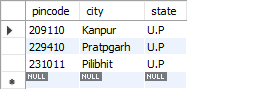 pincode city state
209110 Kanpur U.P
229410 Pratpgarh U.P
231011 Pilibhit U.P
NULL NULL NULL